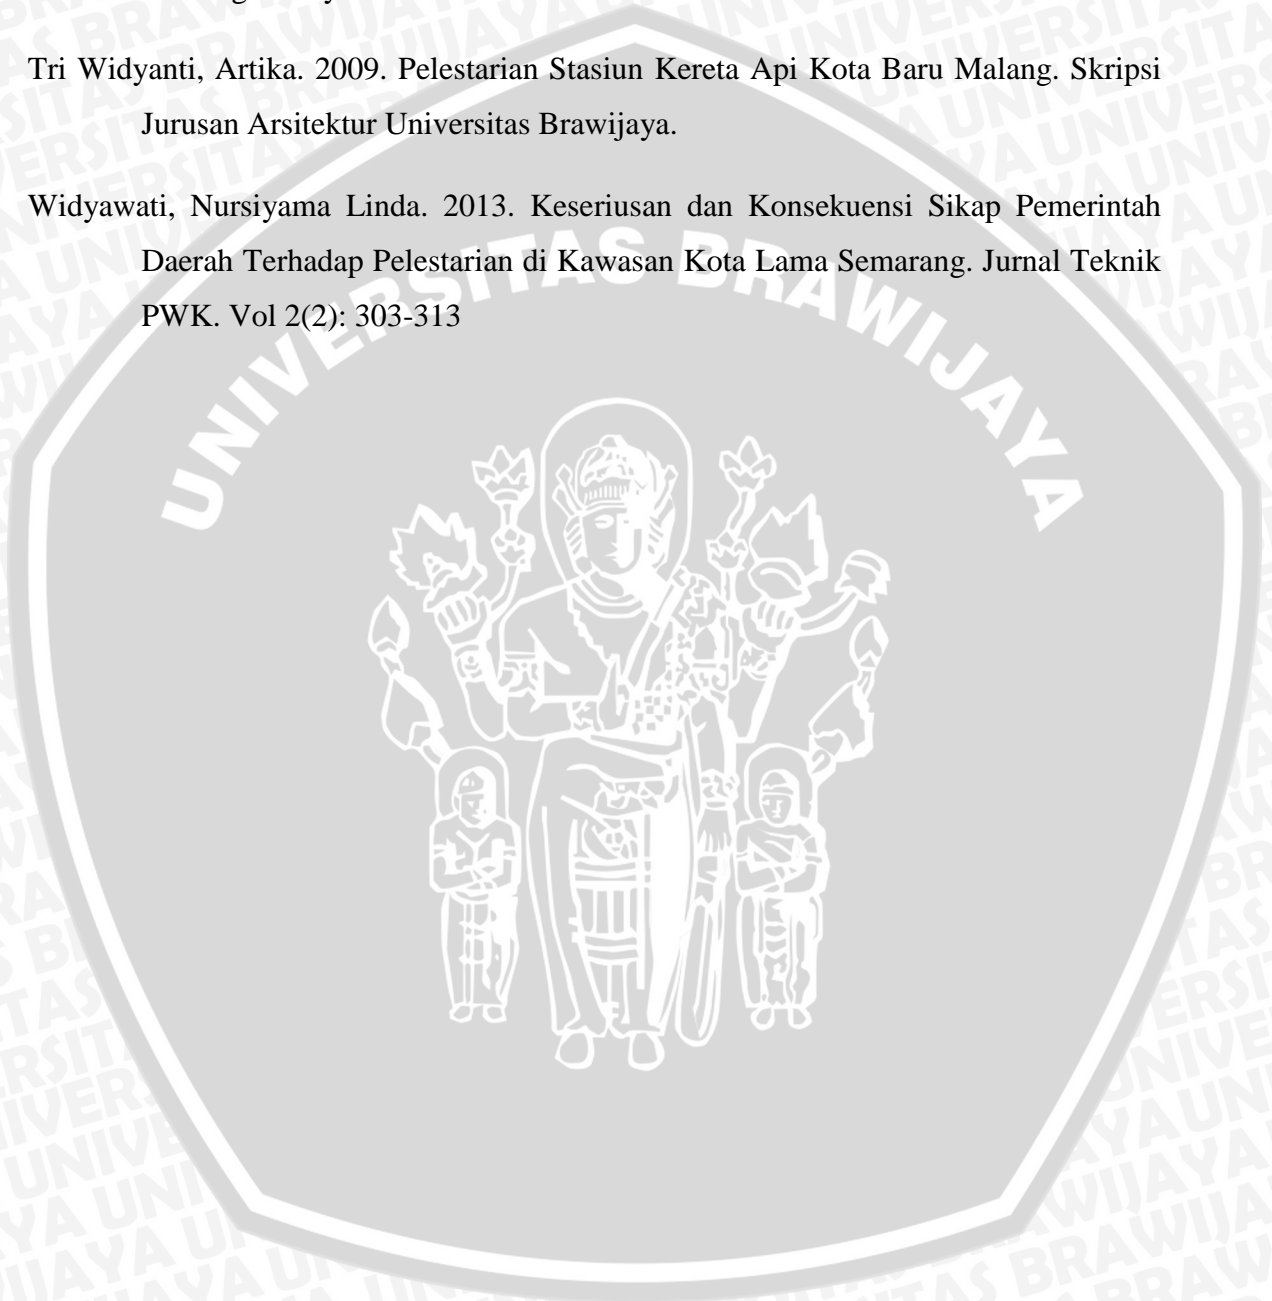 Tri Widyanti, Artika. 2009. Pelestarian Stasiun Kereta Api Kota Baru Malang. Skripsi
Jurusan Arsitektur Universitas Brawijaya.
Widyawati, Nursiyama Linda. 2013. Keseriusan dan Konsekuensi Sikap Pemerintah
Daerah Terhadap Pelestarian di Kawasan Kota Lama Semarang. Jurnal Teknik
PWK. Vol 2(2): 303-313
UNIVERSITAS BRAWIJAYA